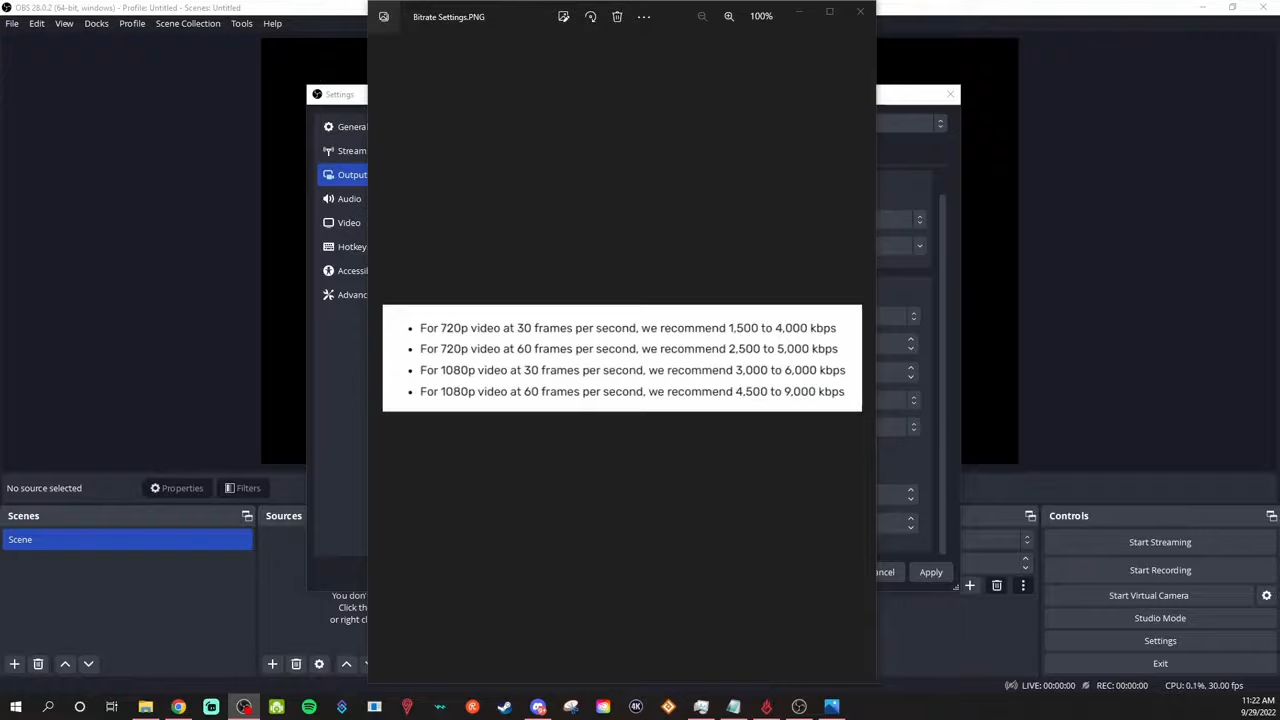 OBS 28.0.2 (64-bit, windows) - Profile: Untitled - Scenes: Untitled
File Edit View Docks Profile Scene Collection Tools Help
Bitrate Settings.PNG
100%
Settings
General
Stream
Output
Audio
Video
Hotkey
Accessi
Advanc
• For 720p video at 30 frames per second, we recommend 1,500 to 4,000 kbps
• For 720p video at 60 frames per second, we recommend 2,500 to 5,000 kbps
• For 1080p video at 30 frames per second, we recommend 3,000 to 6,000 kbps
• For 1080p video at 60 frames per second, we recommend 4,500 to 9,000 kbps
ancel Apply
No source selected Properties Filters
Scenes
Scene
Sources
You don'
Click the
or right cl
Controls
Start Streaming
Start Recording
Start Virtual Camera
Studio Mode
Settings
Exit
LIVE: 00:00:00 REC: 00:00:00 CPU: 0.1%, 30.00 fps
4K
11:22 AM
9/29/2022